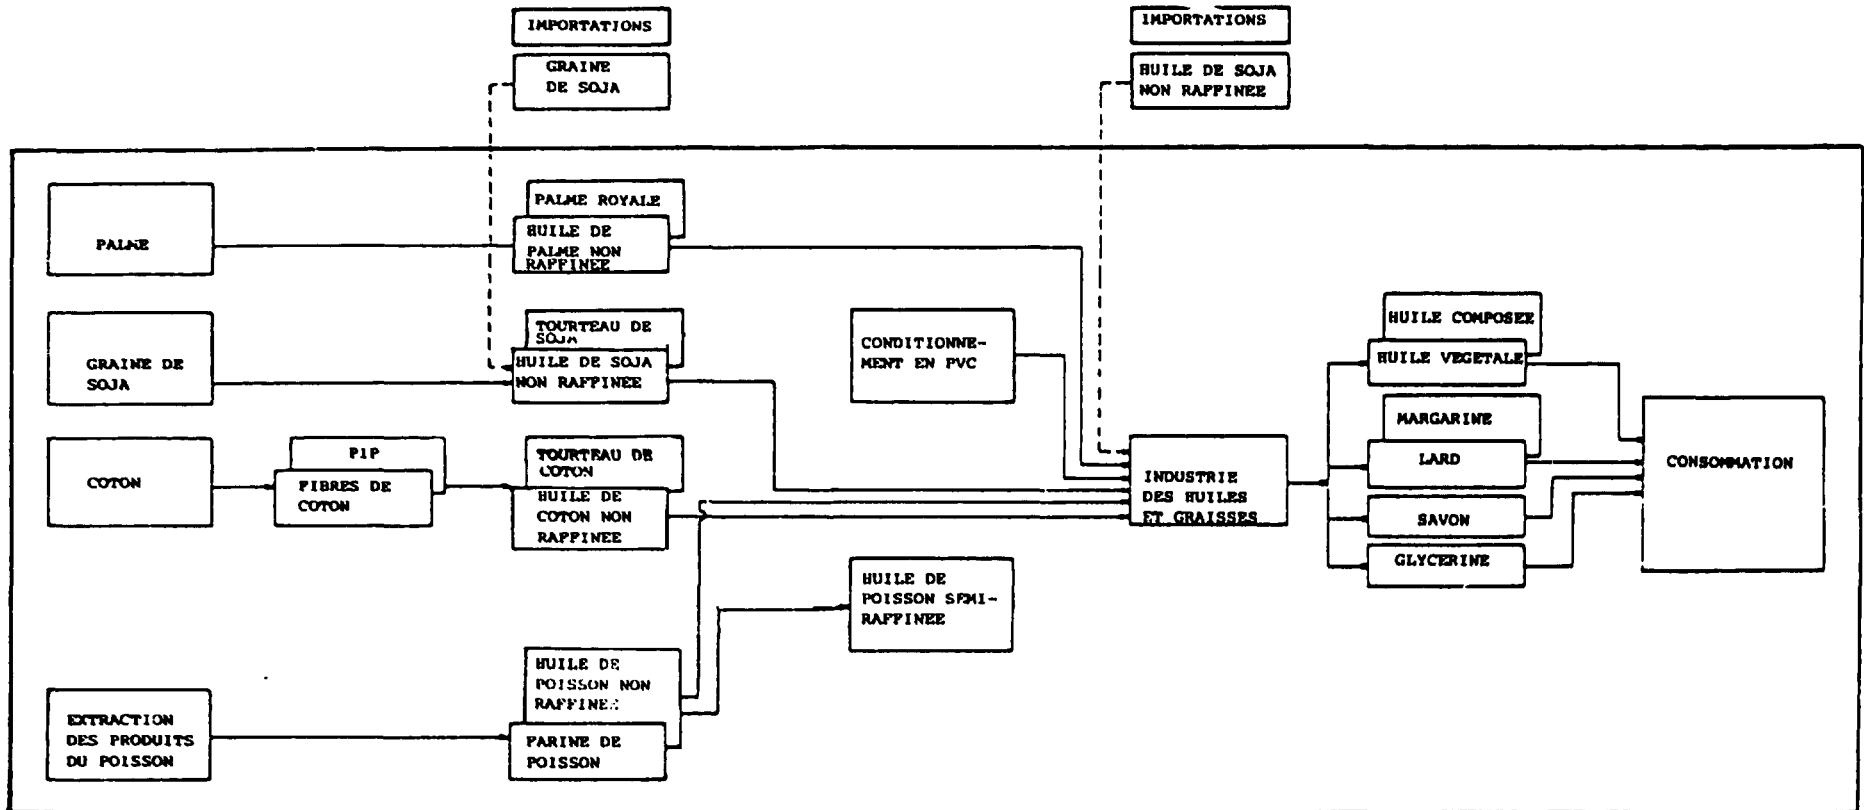 IMPORTATIONS
GRAINE
DE SOJA
IMPORTATIONS
HUILE DE SOJA
NON RAFFINEE
PALME
PALME ROYALE
HUILE DE
PALME NON
RAFFINEE
GRAINE DE
SOJA
TOURTEAU DE
SOJA
HUILE DE SOJA
NON RAFFINEE
CONDITIONNE-
MENT EN PVC
COTON
PIP
FIBRES DE
COTON
TOURTEAU DE
COTON
HUILE DE
COTON NON
RAFFINEE
INDUSTRIE
DES HUILES
ET GRAISSES
HUILE COMPOSEE
HUILE VEGETALE
MARGARINE
LARD
SAVON
GLYCERINE
CONSOMMATION
HUILE DE
POISSON SEMI-
RAFFINEE
EXTRACTION
DES PRODUITS
DU POISSON
HUILE DE
POISSON NON
RAFFINEE
FARINE DE
POISSON